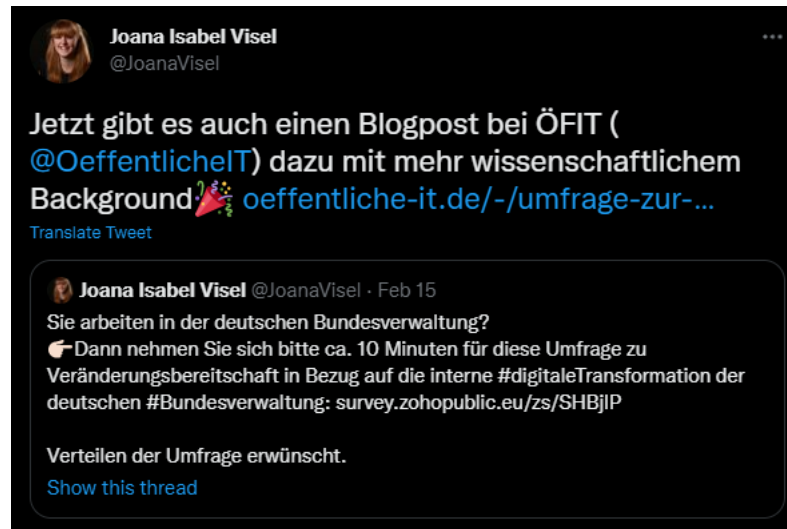 Joana Isabel Visel
@JoanaVisel
Jetzt gibt es auch einen Blogpost bei ÖFIT (
@OeffentlicheIT) dazu mit mehr wissenschaftlichem
Background🎉 oeffentliche-it.de/-/umfrage-zur-...
Translate Tweet
Joana Isabel Visel @JoanaVisel · Feb 15
Sie arbeiten in der deutschen Bundesverwaltung?
👉🏻Dann nehmen Sie sich bitte ca. 10 Minuten für diese Umfrage zu
Veränderungsbereitschaft in Bezug auf die interne #digitaleTransformation der
deutschen #Bundesverwaltung: survey.zohopublic.eu/zs/SHBjlP
Verteilen der Umfrage erwünscht.
Show this thread